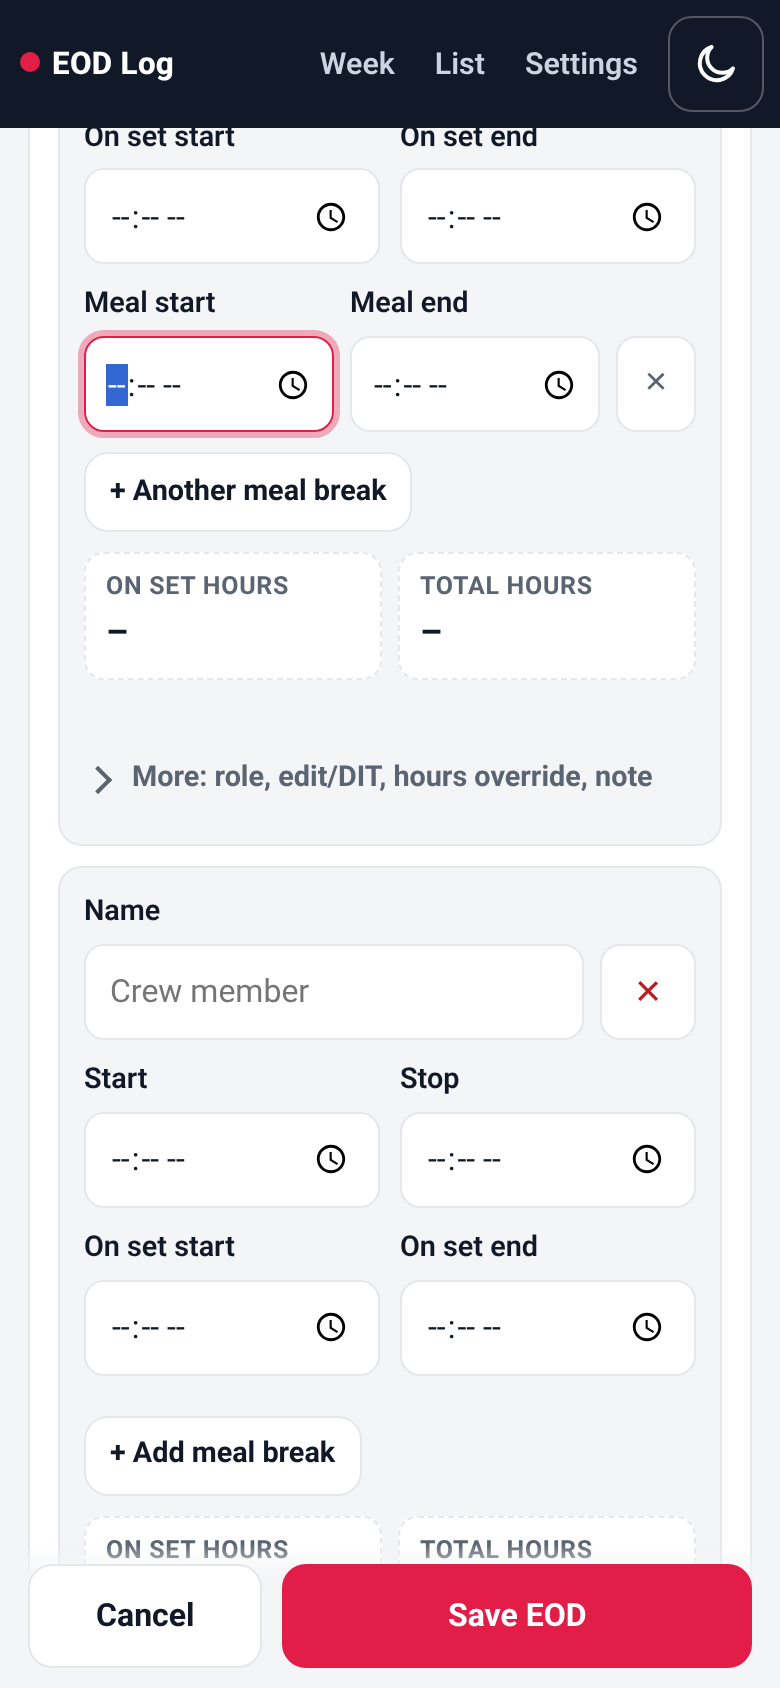 EOD Log Week List Settings
On set start On set end
--:-- -- --:-- --
Meal start Meal end
--:-- -- --:-- -- ×
+ Another meal break
ON SET HOURS TOTAL HOURS
– –
More: role, edit/DIT, hours override, note
Name
Crew member ×
Start Stop
--:-- -- --:-- --
On set start On set end
--:-- -- --:-- --
+ Add meal break
ON SET HOURS TOTAL HOURS
Cancel Save EOD